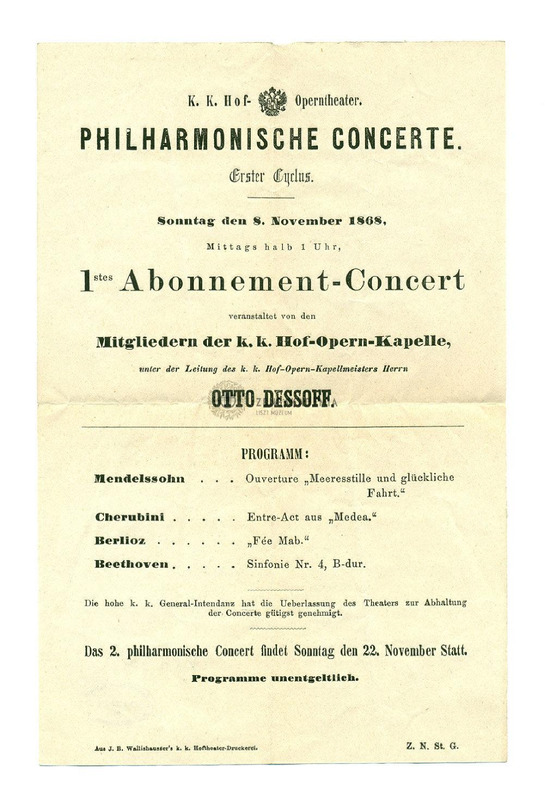 K. K. Hof- Operntheater.
PHILHARMONISCHE CONCERTE.
Erster Cyclus.
Sonntag den 8. November 1868,
Mittags halb 1 Uhr,
1stes Abonnement-Concert
veranstaltet von den
Mitgliedern der k. k. Hof-Opern-Kapelle,
unter der Leitung des k. k. Hof-Opern-Kapellmeisters Herrn
OTTO DESSOFF.
LISZT MÚZEUM
PROGRAMM:
Mendelssohn . . . Ouverture „Meeresstille und glückliche
Fahrt.“
Cherubini . . . . . Entre-Act aus „Medea.“
Berlioz . . . . . . „Fée Mab.“
Beethoven . . . . . Sinfonie Nr. 4, B-dur.
Die hohe k. k. General-Intendanz hat die Ueberlassung des Theaters zur Abhaltung
der Concerte gütigst genehmigt.
Das 2. philharmonische Concert findet Sonntag den 22. November Statt.
Programme unentgeltlich.
Aus J. B. Wallishausser's k. k. Hoftheater-Druckerei.
Z. N. St. G.